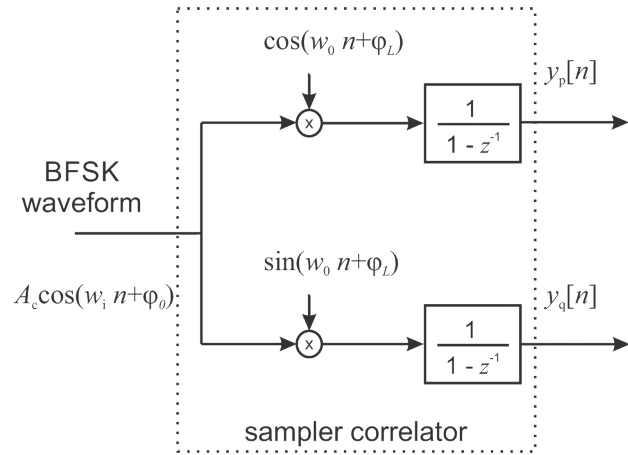 cos(w₀ n+φ_L)
y_p[n]
x
1
1 - z⁻¹
BFSK
waveform
A_c cos(w_i n+φ₀)
sin(w₀ n+φ_L)
y_q[n]
x
1
1 - z⁻¹
sampler correlator